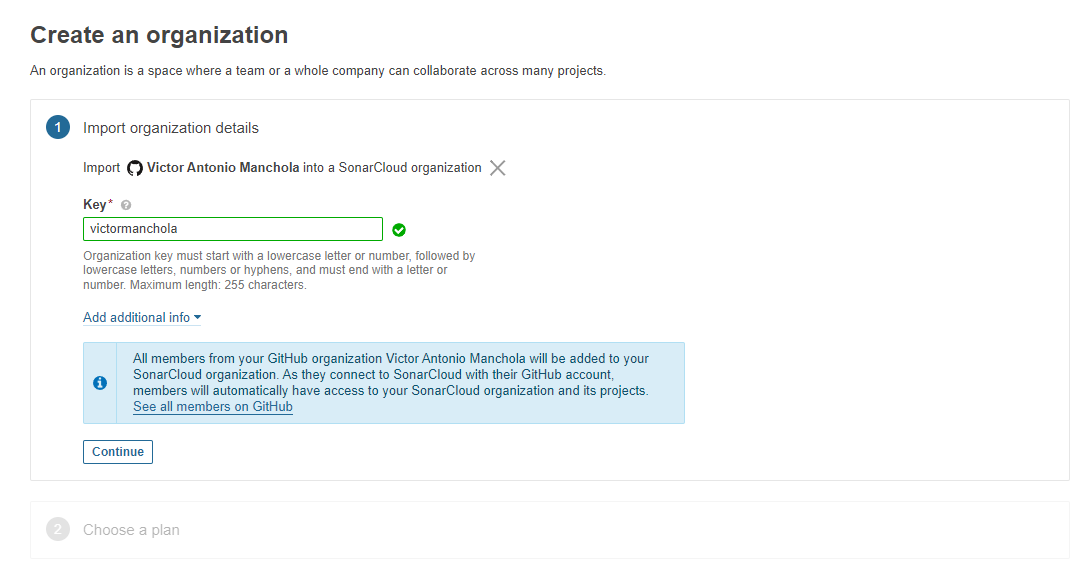 Create an organization
An organization is a space where a team or a whole company can collaborate across many projects.
1 Import organization details
Import Victor Antonio Manchola into a SonarCloud organization
Key* ?
victormanchola
Organization key must start with a lowercase letter or number, followed by
lowercase letters, numbers or hyphens, and must end with a letter or
number. Maximum length: 255 characters.
Add additional info
All members from your GitHub organization Victor Antonio Manchola will be added to your
SonarCloud organization. As they connect to SonarCloud with their GitHub account,
members will automatically have access to your SonarCloud organization and its projects.
See all members on GitHub
Continue
2 Choose a plan